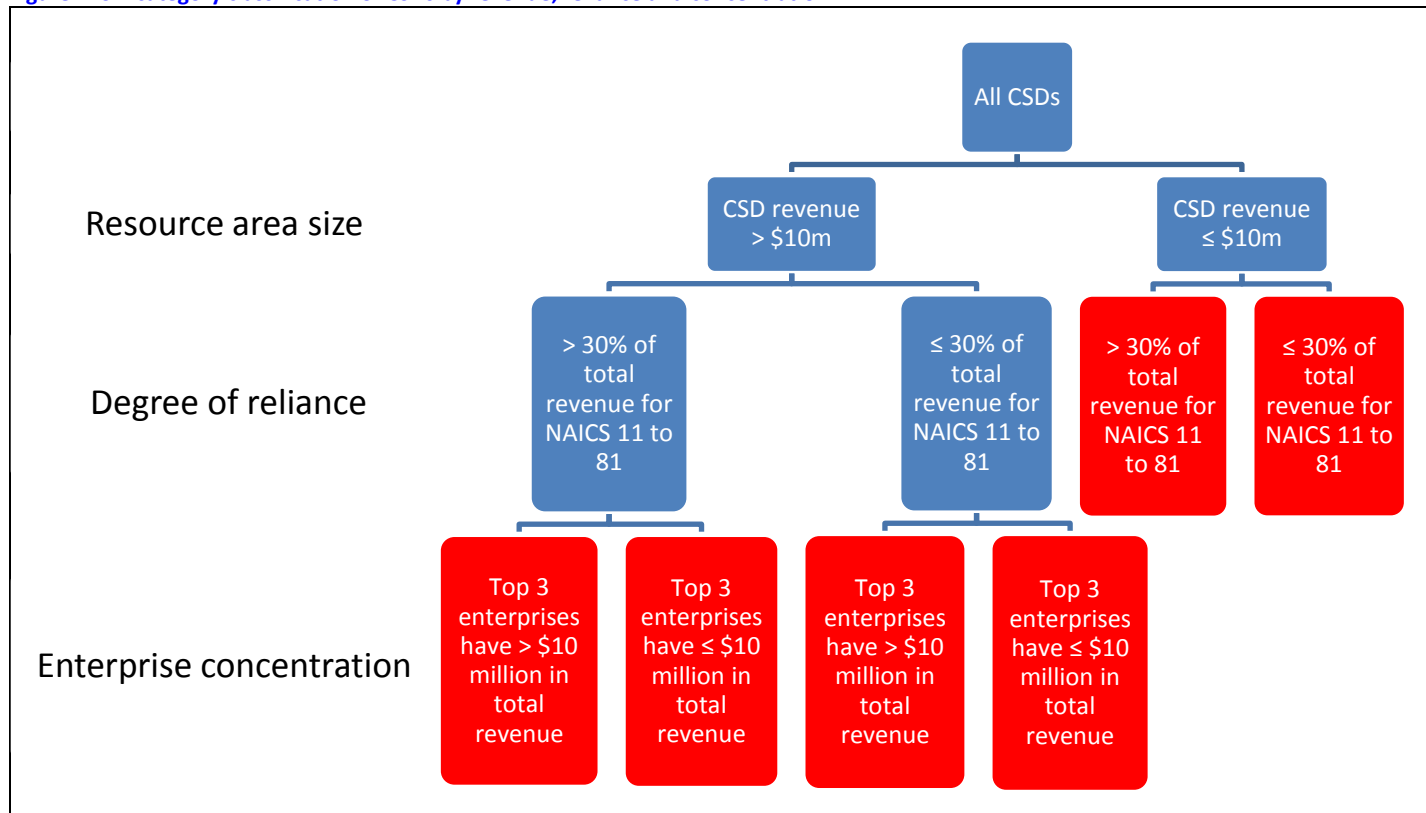 All CSDs
Resource area size
CSD revenue
> $10m
CSD revenue
≤ $10m
Degree of reliance
> 30% of
total
revenue for
NAICS 11 to
81
≤ 30% of
total
revenue for
NAICS 11 to
81
> 30% of
total
revenue for
NAICS 11
to 81
≤ 30% of
total
revenue for
NAICS 11 to
81
Enterprise concentration
Top 3
enterprises
have > $10
million in
total
revenue
Top 3
enterprises
have ≤ $10
million in
total
revenue
Top 3
enterprises
have > $10
million in
total
revenue
Top 3
enterprises
have ≤ $10
million in
total
revenue